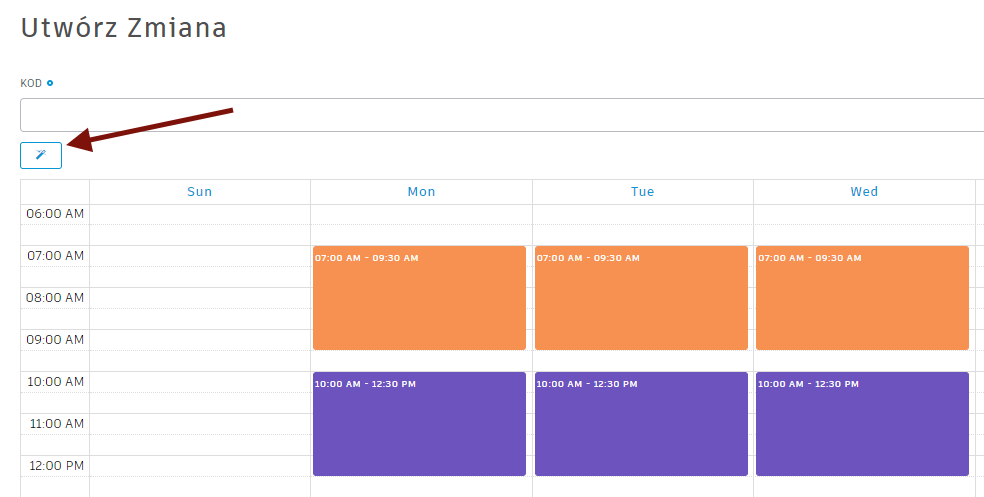 Utwórz Zmiana
KOD
Sun Mon Tue Wed
06:00 AM
07:00 AM
07:00 AM - 09:30 AM 07:00 AM - 09:30 AM 07:00 AM - 09:30 AM
08:00 AM
09:00 AM
10:00 AM
10:00 AM - 12:30 PM 10:00 AM - 12:30 PM 10:00 AM - 12:30 PM
11:00 AM
12:00 PM